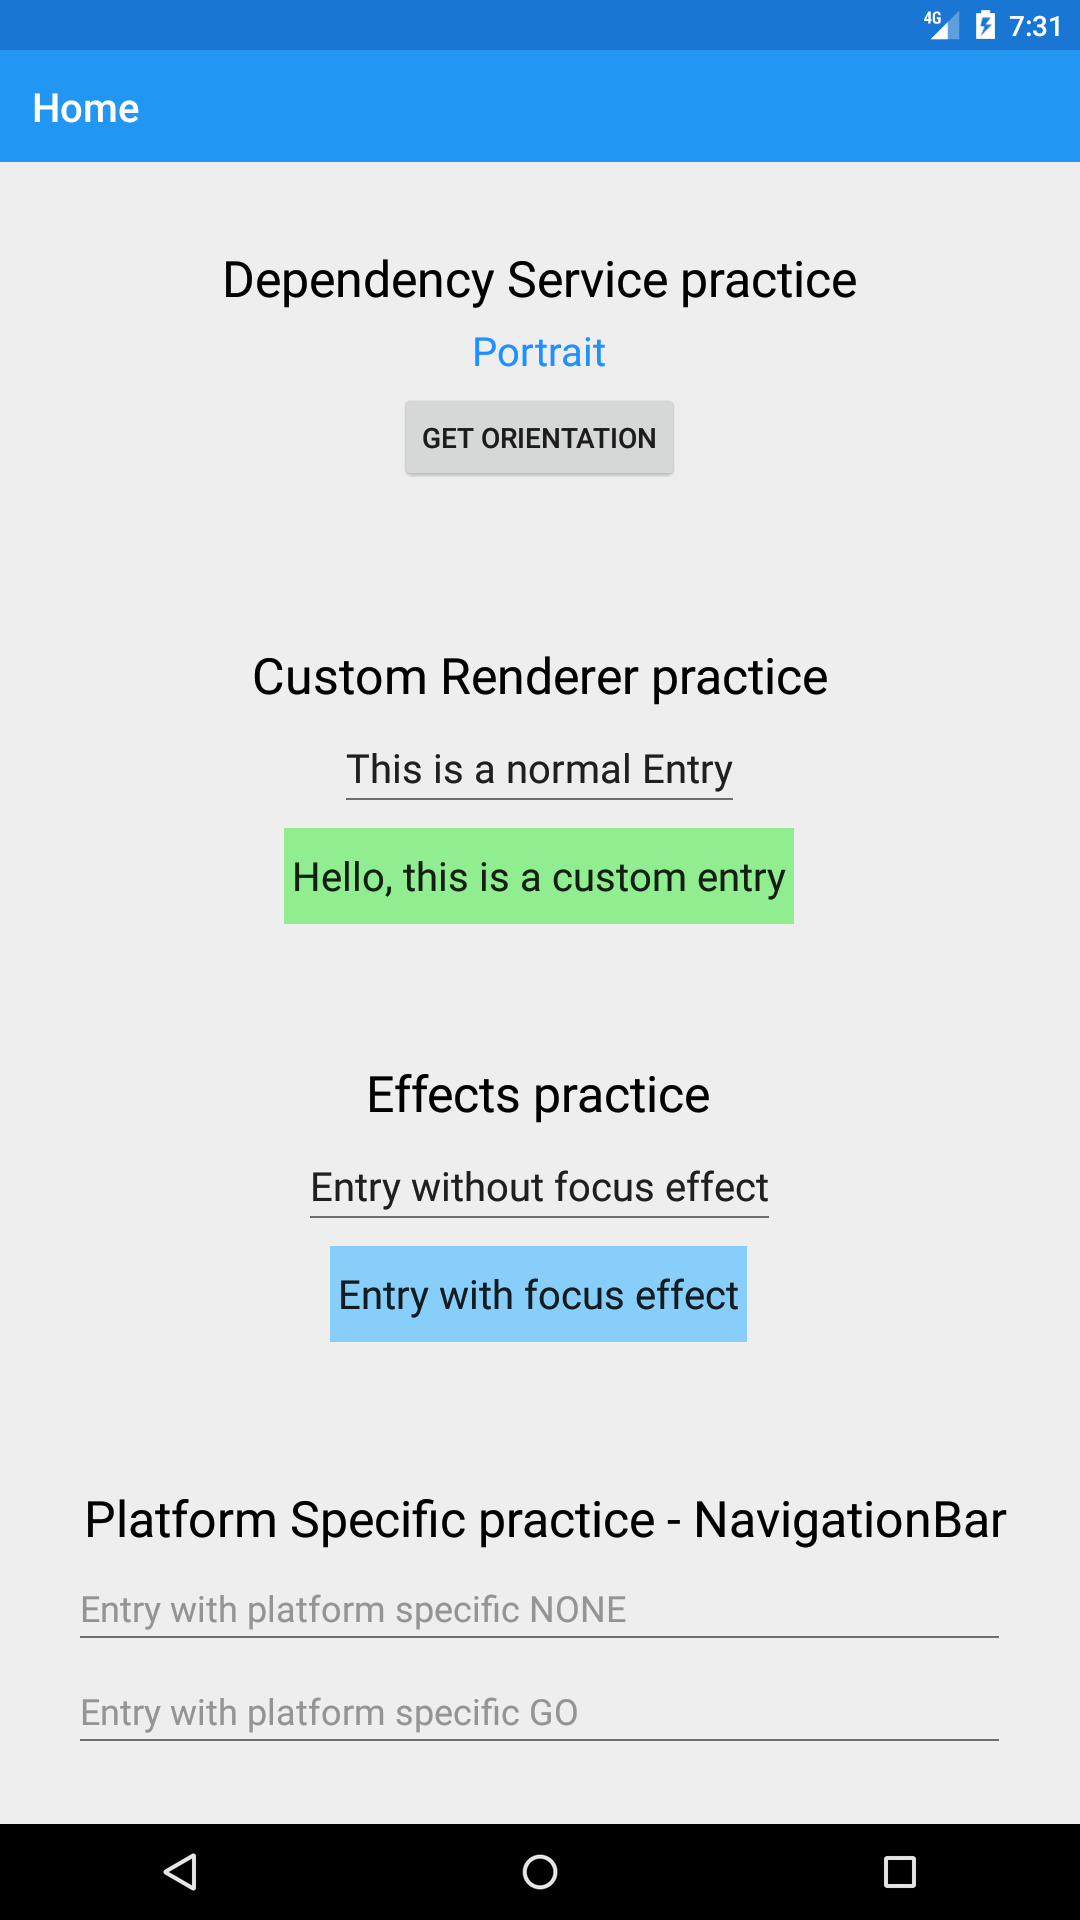 4G 7:31
Home
Dependency Service practice
Portrait
GET ORIENTATION
Custom Renderer practice
This is a normal Entry
Hello, this is a custom entry
Effects practice
Entry without focus effect
Entry with focus effect
Platform Specific practice - NavigationBar
Entry with platform specific NONE
Entry with platform specific GO